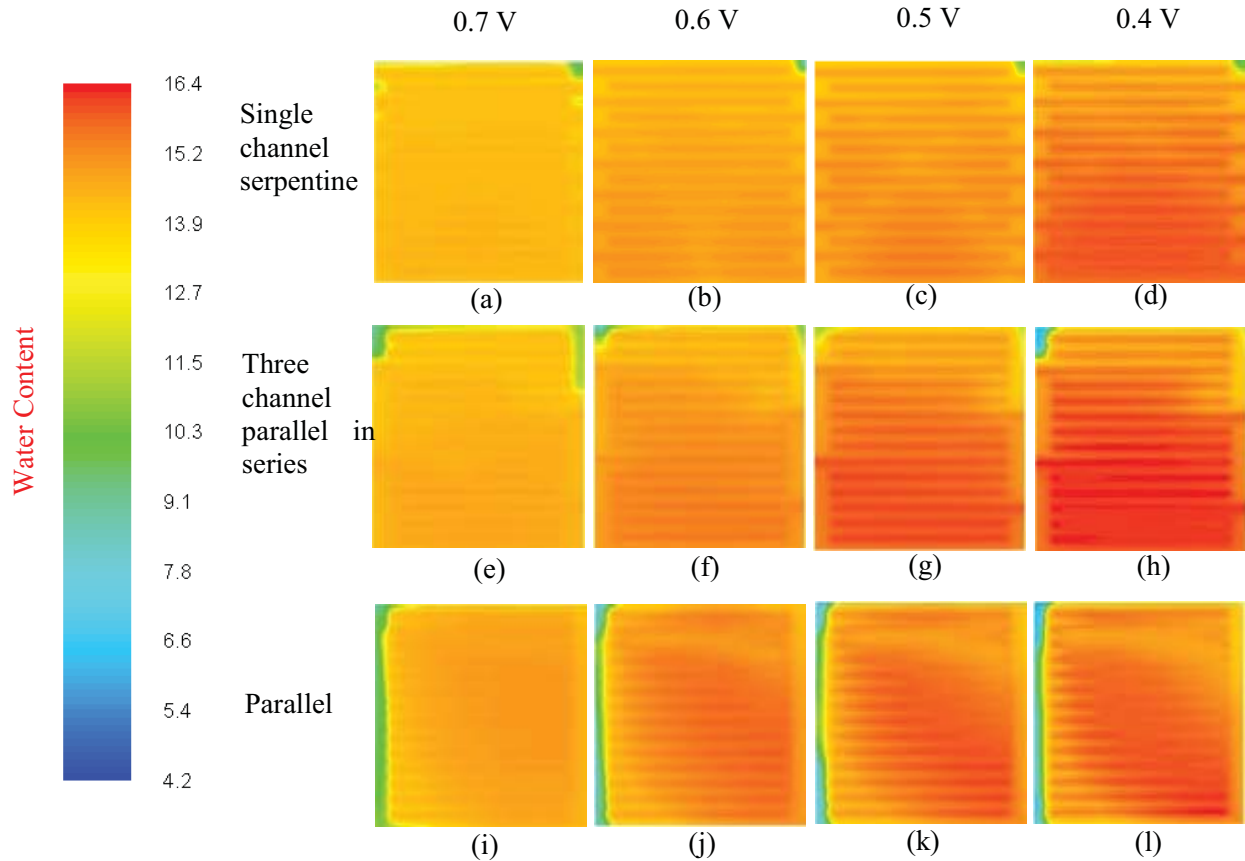 0.7 V 0.6 V 0.5 V 0.4 V
16.4
15.2
13.9
12.7
11.5
10.3
9.1
7.8
6.6
5.4
4.2
Water Content
Single
channel
serpentine
(a) (b) (c) (d)
Three
channel
parallel in
series
(e) (f) (g) (h)
Parallel
(i) (j) (k) (l)